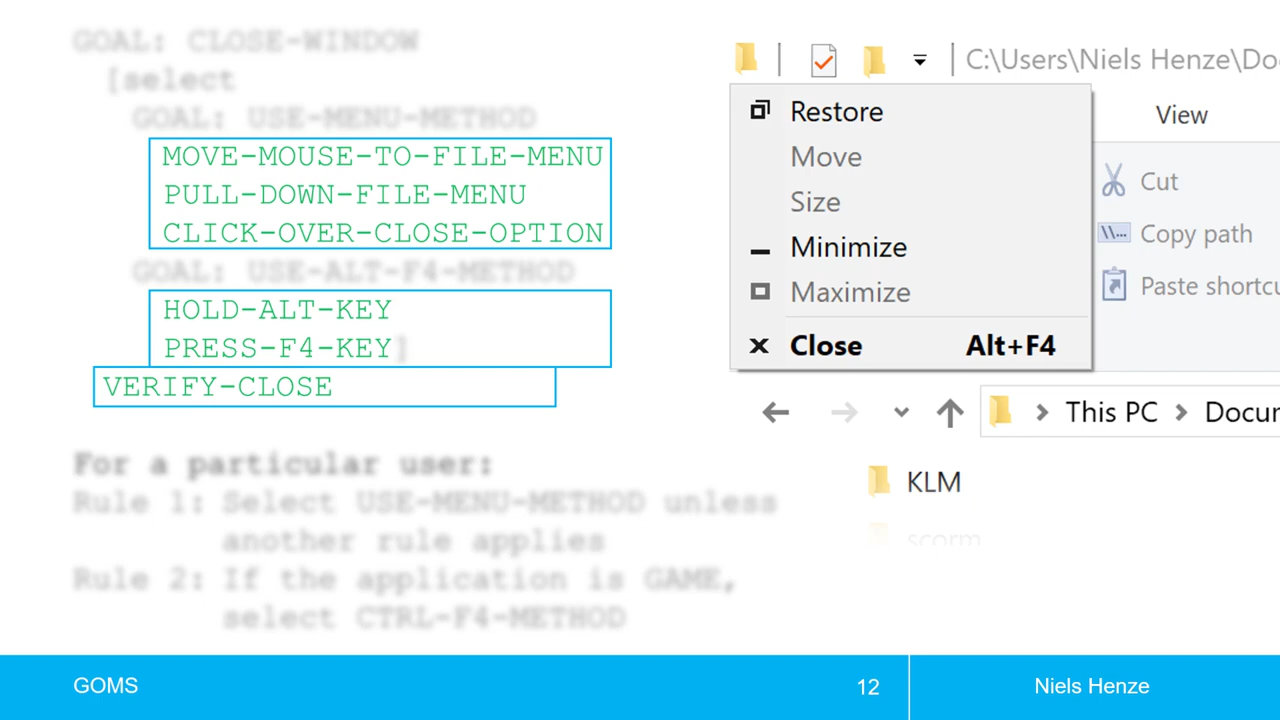 GOAL: CLOSE-WINDOW
[select
GOAL: USE-MENU-METHOD
MOVE-MOUSE-TO-FILE-MENU
PULL-DOWN-FILE-MENU
CLICK-OVER-CLOSE-OPTION
GOAL: USE-ALT-F4-METHOD
HOLD-ALT-KEY
PRESS-F4-KEY]
VERIFY-CLOSE
For a particular user:
Rule 1: Select USE-MENU-METHOD unless
another rule applies
Rule 2: If the application is GAME,
select CTRL-F4-METHOD
C:\Users\Niels Henze\Do
Restore
Move
Size
Minimize
Maximize
Close Alt+F4
View
Cut
Copy path
Paste shortcu
This PC > Docur
KLM
scorm
GOMS
12
Niels Henze